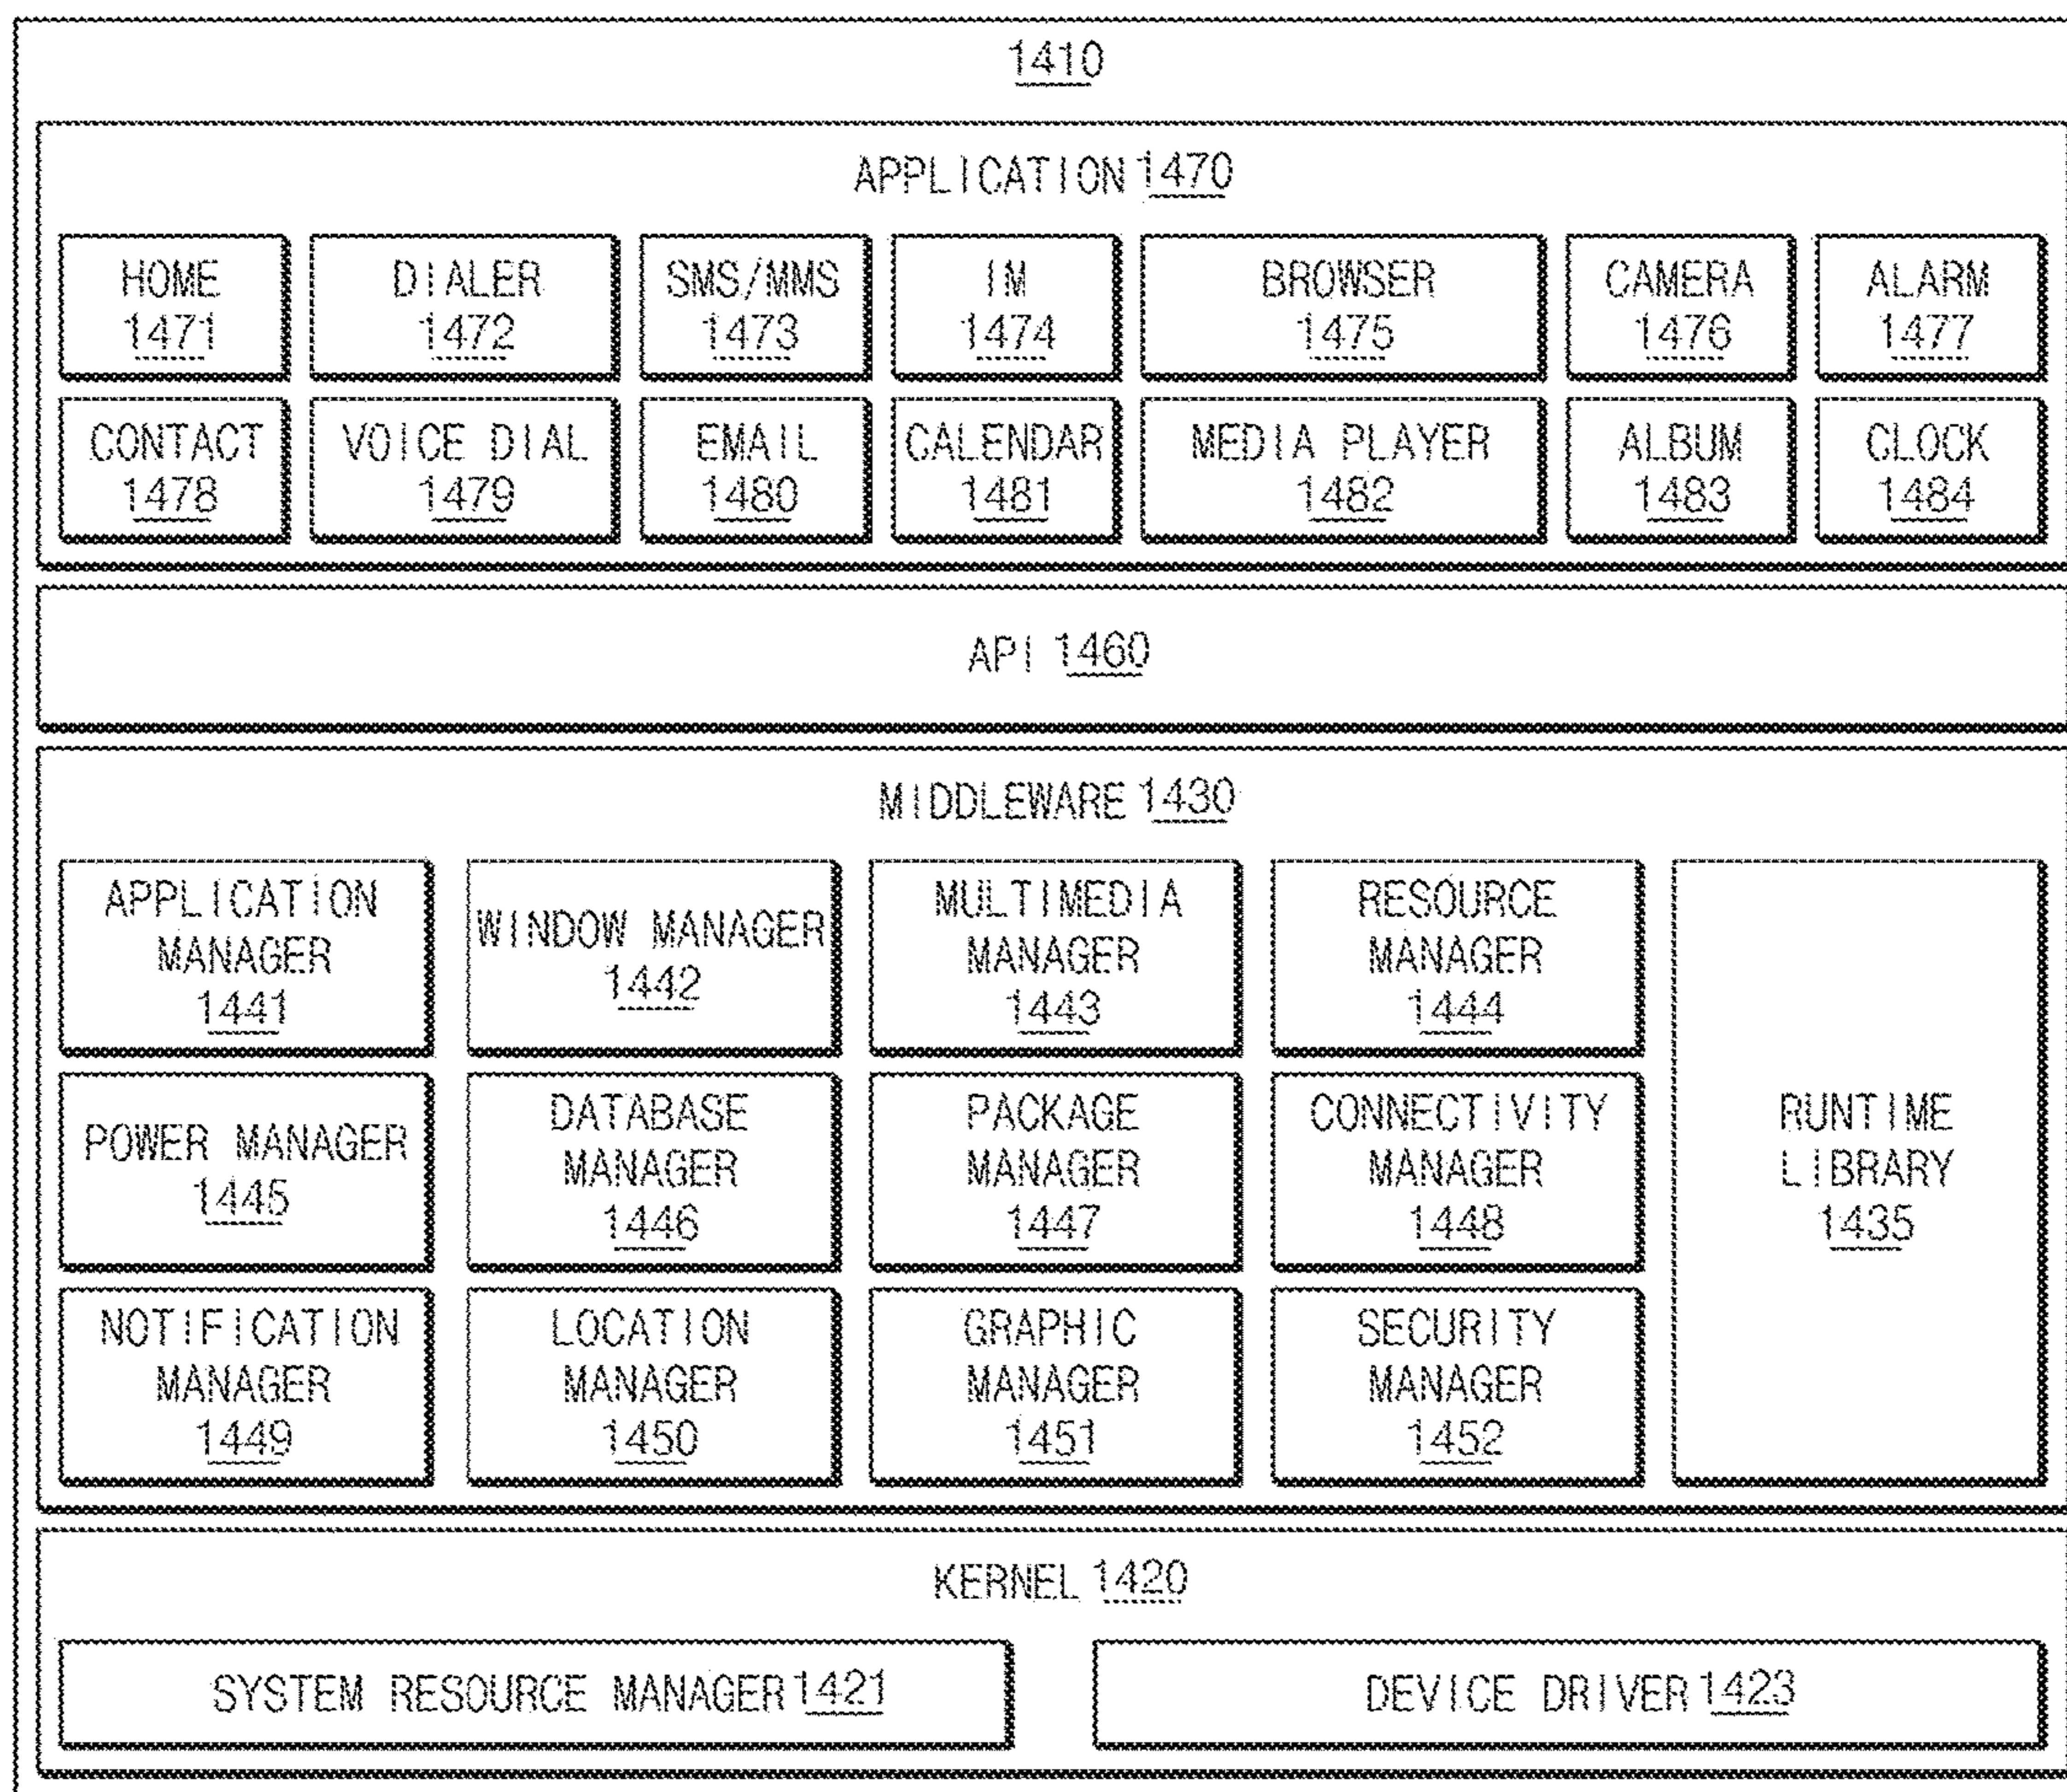 1410
APPLICATION 1470
HOME
1471
DIALER
1472
SMS/MMS
1473
IM
1474
BROWSER
1475
CAMERA
1476
ALARM
1477
CONTACT
1478
VOICE DIAL
1479
EMAIL
1480
CALENDAR
1481
MEDIA PLAYER
1482
ALBUM
1483
CLOCK
1484
API 1460
MIDDLEWARE 1430
APPLICATION
MANAGER
1441
WINDOW MANAGER
1442
MULTIMEDIA
MANAGER
1443
RESOURCE
MANAGER
1444
POWER MANAGER
1445
DATABASE
MANAGER
1446
PACKAGE
MANAGER
1447
CONNECTIVITY
MANAGER
1448
RUNTIME
LIBRARY
1435
NOTIFICATION
MANAGER
1449
LOCATION
MANAGER
1450
GRAPHIC
MANAGER
1451
SECURITY
MANAGER
1452
KERNEL 1420
SYSTEM RESOURCE MANAGER 1421
DEVICE DRIVER 1423